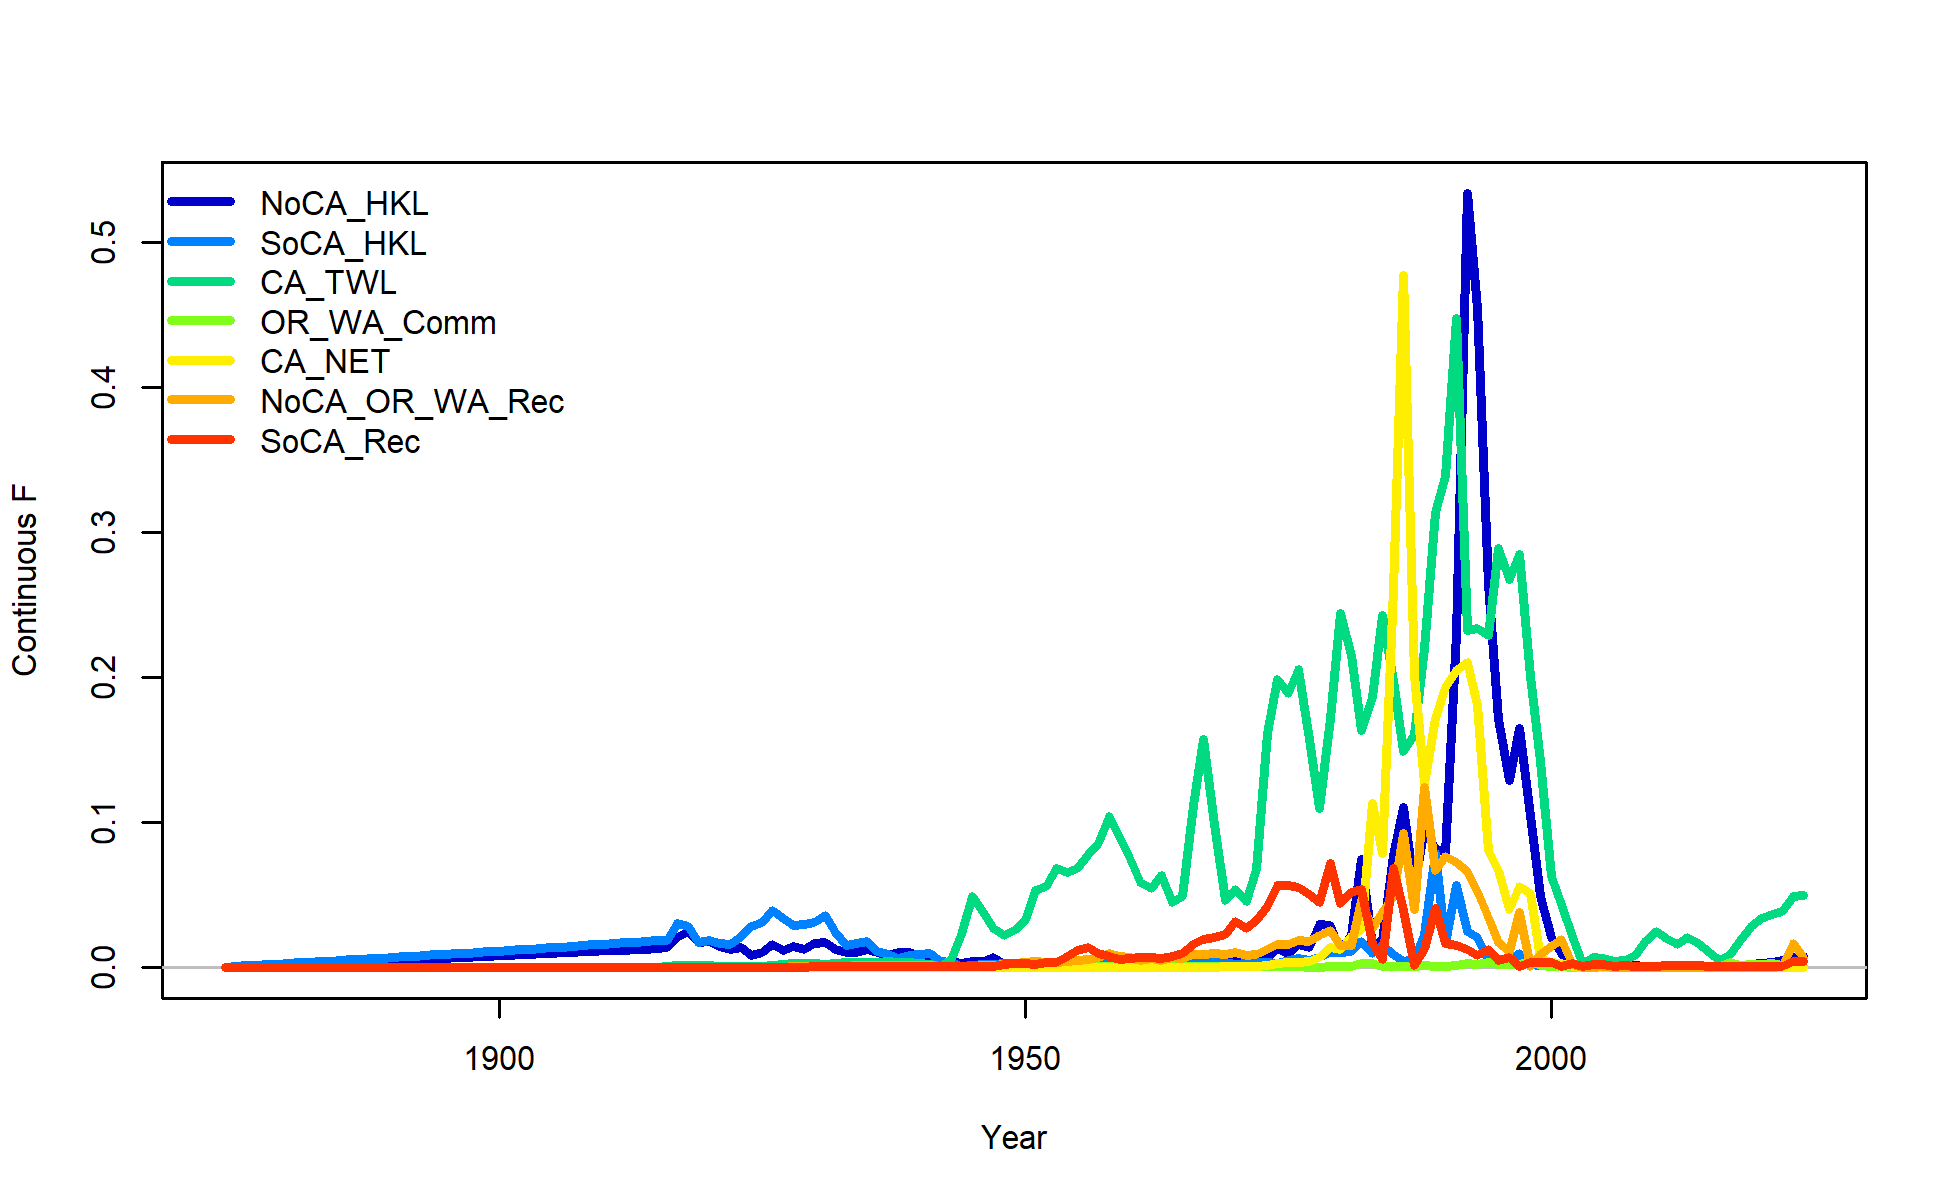 NoCA_HKL
SoCA_HKL
CA_TWL
OR_WA_Comm
CA_NET
NoCA_OR_WA_Rec
SoCA_Rec
Continuous F
0.5
0.4
0.3
0.2
0.1
0.0
1900 1950 2000
Year